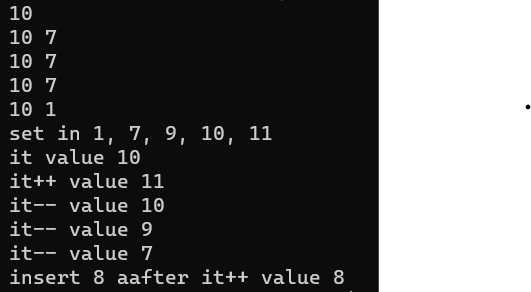 10
10 7
10 7
10 7
10 1
set in 1, 7, 9, 10, 11
it value 10
it++ value 11
it-- value 10
it-- value 9
it-- value 7
insert 8 aafter it++ value 8